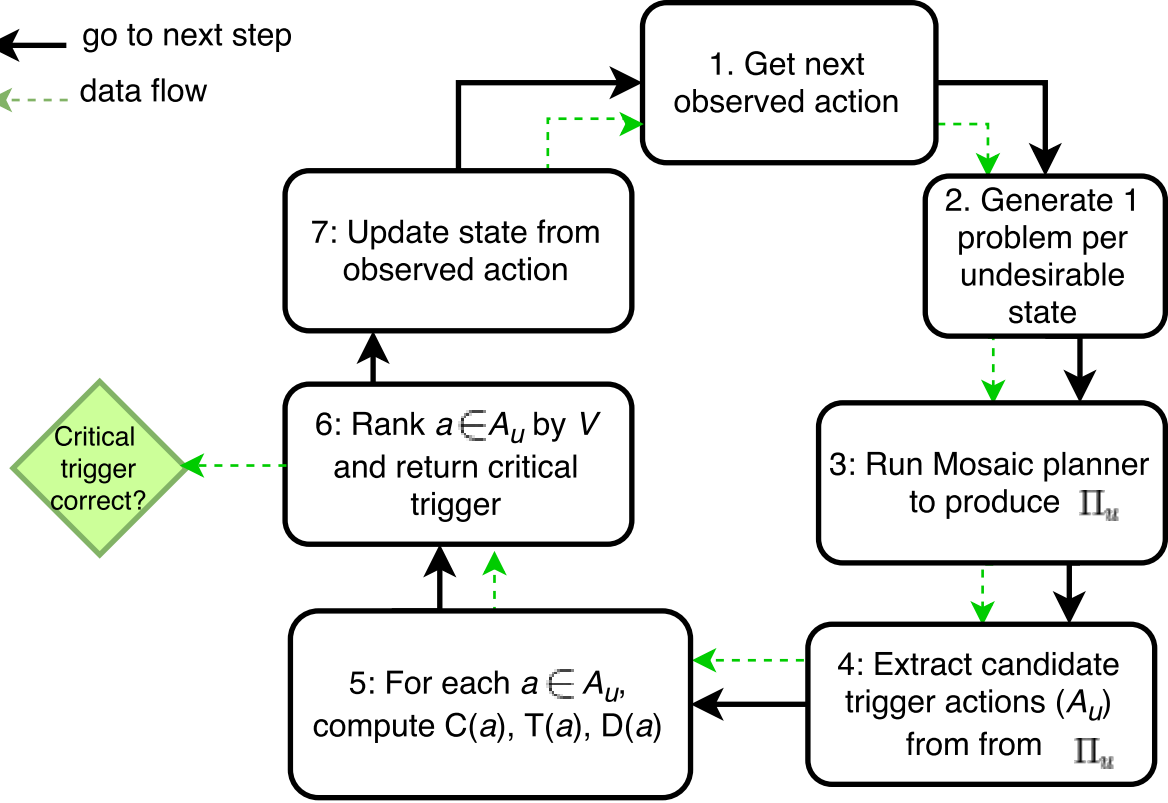 go to next step
data flow
1. Get next
observed action
2. Generate 1
problem per
undesirable
state
3: Run Mosaic planner
to produce Πᵤ
4: Extract candidate
trigger actions (Aᵤ)
from from Πᵤ
5: For each a ∈ Aᵤ,
compute C(a), T(a), D(a)
6: Rank a ∈ Aᵤ by V
and return critical
trigger
Critical
trigger
correct?
7: Update state from
observed action